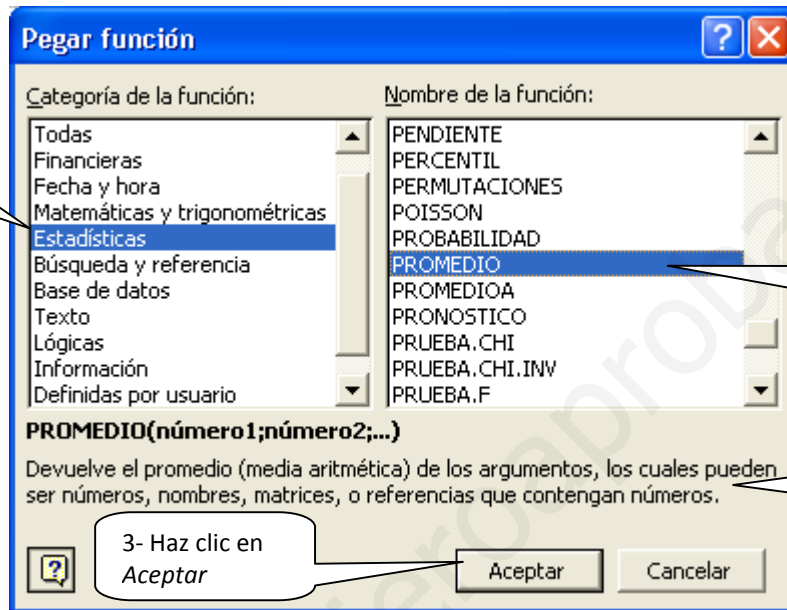 Pegar función
Categoría de la función:
Nombre de la función:
Todas
Financieras
Fecha y hora
Matemáticas y trigonométricas
Estadísticas
Búsqueda y referencia
Base de datos
Texto
Lógicas
Información
Definidas por usuario
PENDIENTE
PERCENTIL
PERMUTACIONES
POISSON
PROBABILIDAD
PROMEDIO
PROMEDIOA
PRONOSTICO
PRUEBA.CHI
PRUEBA.CHI.INV
PRUEBA.F
PROMEDIO(número1;número2;...)
Devuelve el promedio (media aritmética) de los argumentos, los cuales pueden
ser números, nombres, matrices, o referencias que contengan números.
3- Haz clic en
Aceptar
Aceptar
Cancelar